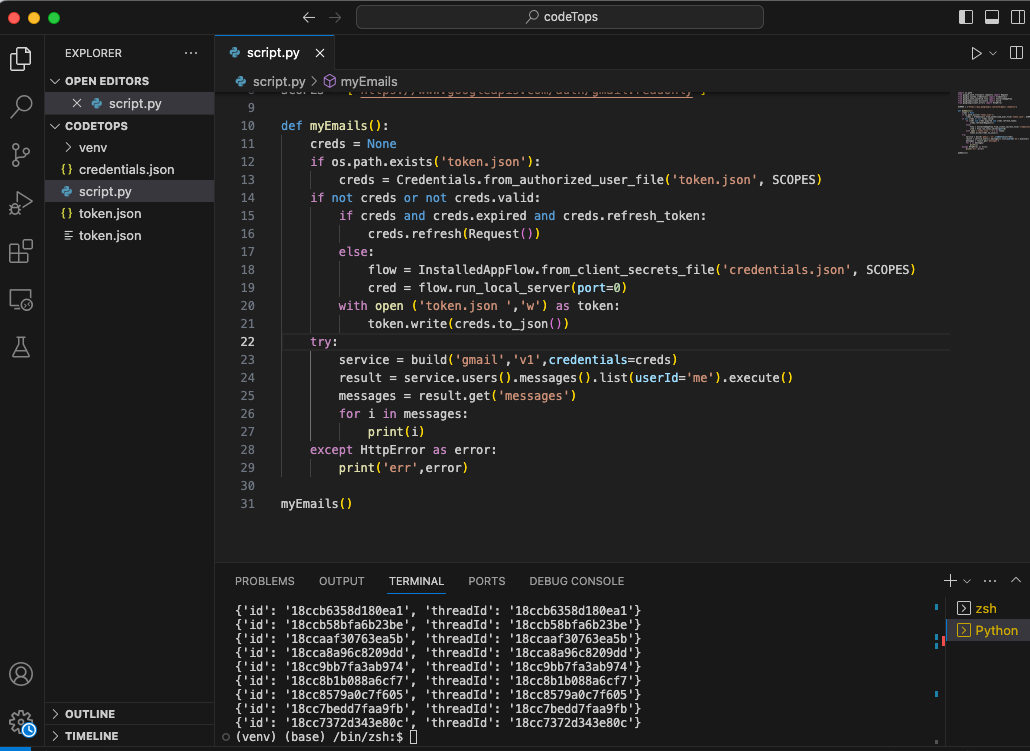 codeTops
EXPLORER
OPEN EDITORS
script.py
CODETOPS
venv
{} credentials.json
script.py
{} token.json
token.json
OUTLINE
TIMELINE
script.py
script.py > myEmails
9
10 def myEmails():
11 creds = None
12 if os.path.exists('token.json'):
13 creds = Credentials.from_authorized_user_file('token.json', SCOPES)
14 if not creds or not creds.valid:
15 if creds and creds.expired and creds.refresh_token:
16 creds.refresh(Request())
17 else:
18 flow = InstalledAppFlow.from_client_secrets_file('credentials.json', SCOPES)
19 cred = flow.run_local_server(port=0)
20 with open ('token.json ','w') as token:
21 token.write(creds.to_json())
22 try:
23 service = build('gmail','v1',credentials=creds)
24 result = service.users().messages().list(userId='me').execute()
25 messages = result.get('messages')
26 for i in messages:
27 print(i)
28 except HttpError as error:
29 print('err',error)
30
31 myEmails()
PROBLEMS OUTPUT TERMINAL PORTS DEBUG CONSOLE
{'id': '18ccb6358d180ea1', 'threadId': '18ccb6358d180ea1'}
{'id': '18ccb58bfa6b23be', 'threadId': '18ccb58bfa6b23be'}
{'id': '18ccaaf30763ea5b', 'threadId': '18ccaaf30763ea5b'}
{'id': '18cca8a96c8209dd', 'threadId': '18cca8a96c8209dd'}
{'id': '18cc9bb7fa3ab974', 'threadId': '18cc9bb7fa3ab974'}
{'id': '18cc8b1b088a6cf7', 'threadId': '18cc8b1b088a6cf7'}
{'id': '18cc8579a0c7f605', 'threadId': '18cc8579a0c7f605'}
{'id': '18cc7bedd7faa9fb', 'threadId': '18cc7bedd7faa9fb'}
{'id': '18cc7372d343e80c', 'threadId': '18cc7372d343e80c'}
(venv) (base) /bin/zsh:$
zsh
Python